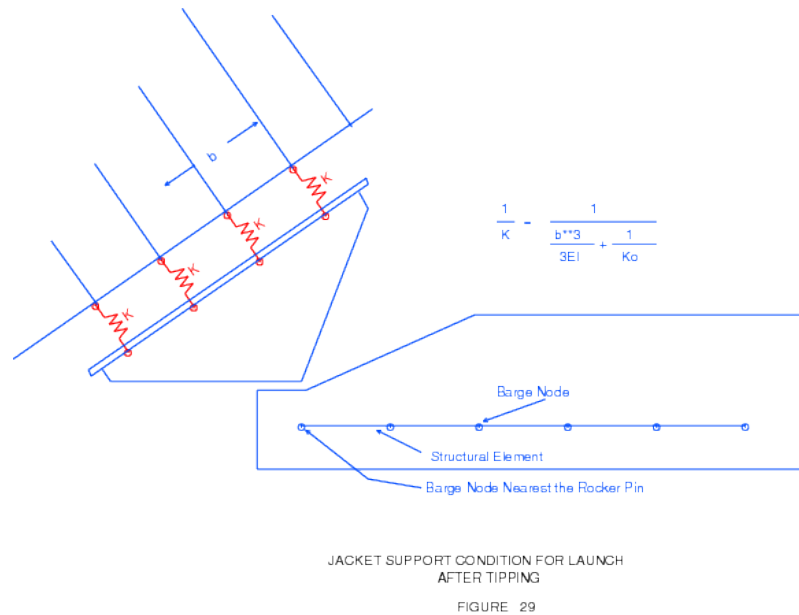 b
K
K
K
K
1
K
-
1
b**3
3EI
+
1
Ko
Barge Node
Structural Element
Barge Node Nearest the Rocker Pin
JACKET SUPPORT CONDITION FOR LAUNCH
AFTER TIPPING
FIGURE 29